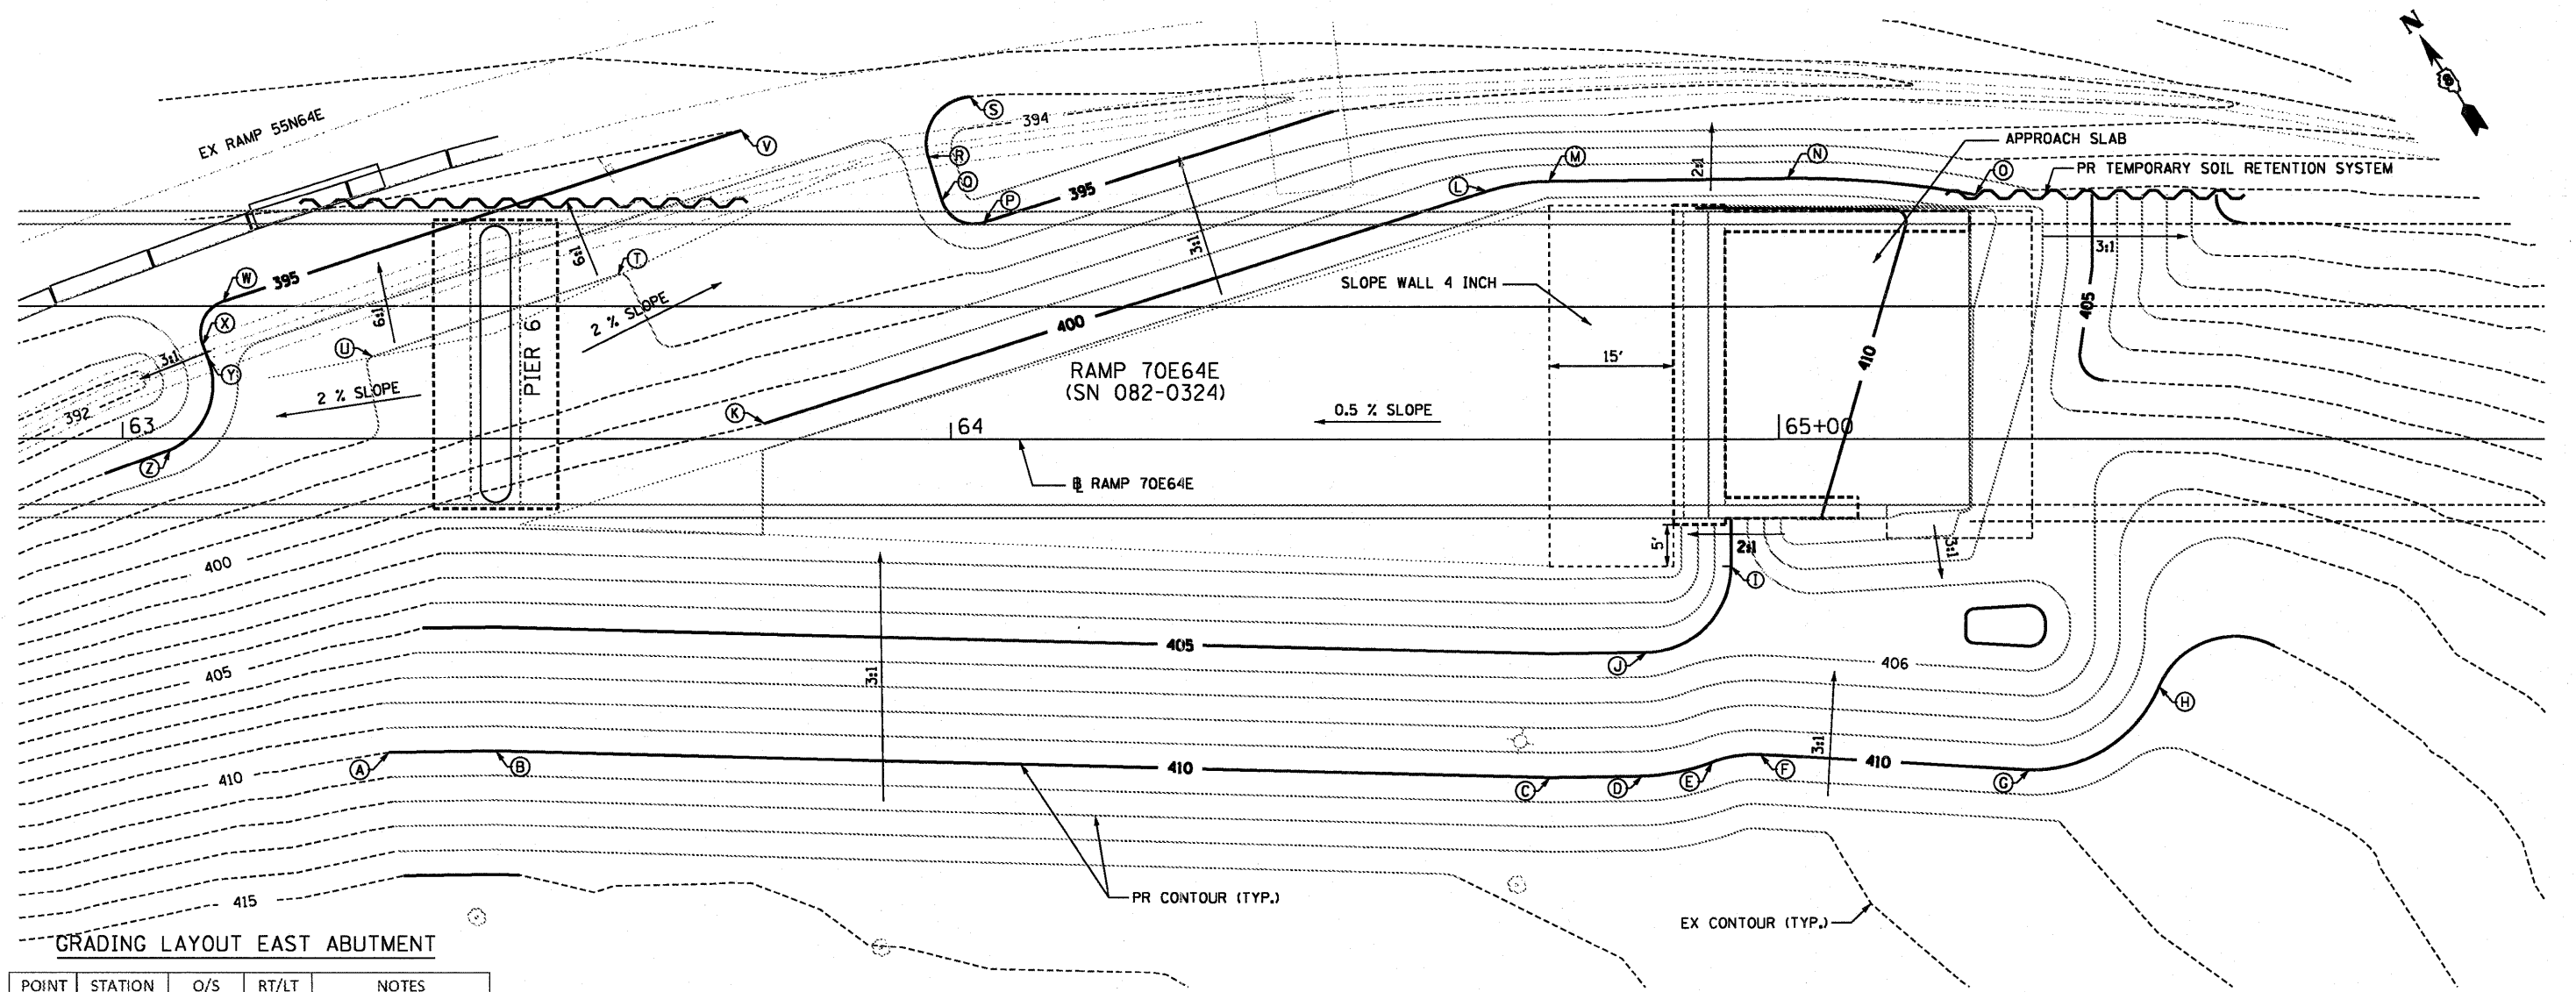 N
EX RAMP 55N64E
S
394
V
R
395
M
2:1
N
APPROACH SLAB
L
O
PR TEMPORARY SOIL RETENTION SYSTEM
Q
P
3:1
6:1
T
W
395
6:1
2 % SLOPE
SLOPE WALL 4 INCH
3:1
405
X
U
3:1
Y
PIER 6
400
15'
410
RAMP 70E64E
(SN 082-0324)
2 % SLOPE
392
K
0.5 % SLOPE
63
64
65+00
Z
℄ RAMP 70E64E
5'
2:1
3:1
I
400
405
J
406
405
3:1
H
410
A
B
410
C
D
E
F
3:1
410
G
PR CONTOUR (TYP.)
415
EX CONTOUR (TYP.)
GRADING LAYOUT EAST ABUTMENT
POINT STATION O/S RT/LT NOTES